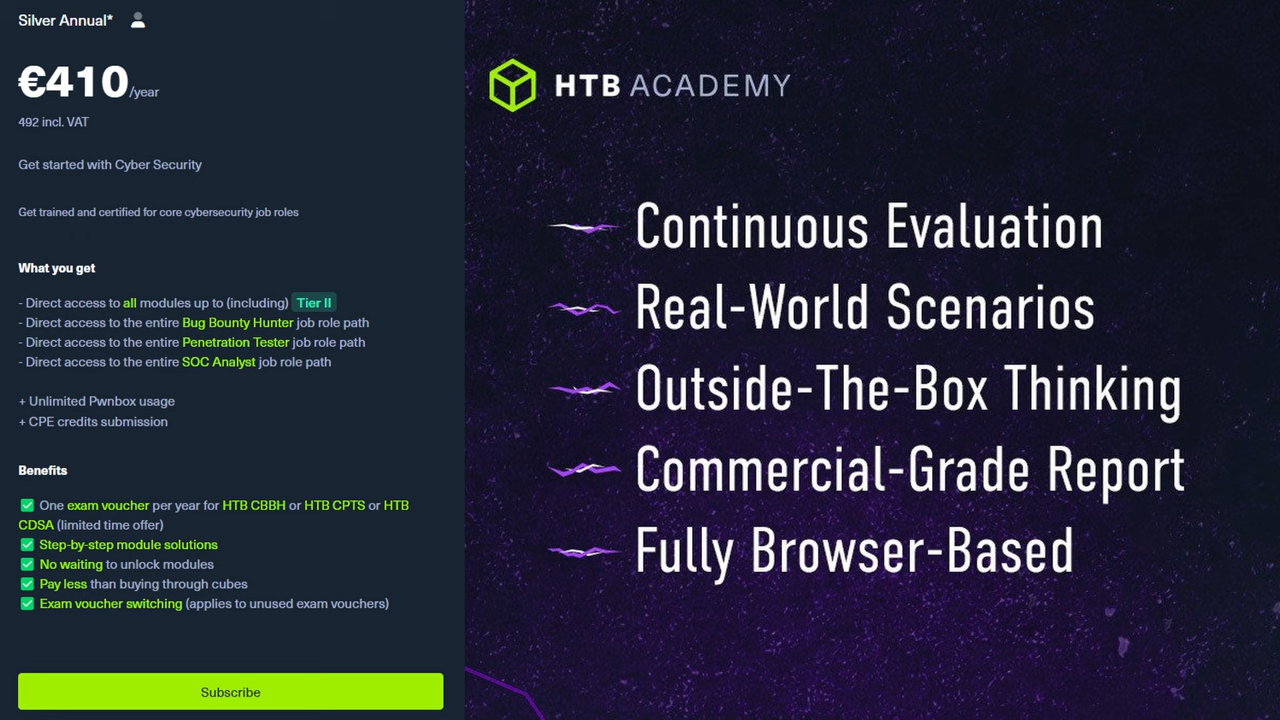 Silver Annual*
€410/year
492 incl. VAT
Get started with Cyber Security
Get trained and certified for core cybersecurity job roles
What you get
- Direct access to all modules up to (including) Tier II
- Direct access to the entire Bug Bounty Hunter job role path
- Direct access to the entire Penetration Tester job role path
- Direct access to the entire SOC Analyst job role path
+ Unlimited Pwnbox usage
+ CPE credits submission
Benefits
✅ One exam voucher per year for HTB CBBH or HTB CPTS or HTB
CDSA (limited time offer)
✅ Step-by-step module solutions
✅ No waiting to unlock modules
✅ Pay less than buying through cubes
✅ Exam voucher switching (applies to unused exam vouchers)
Subscribe
HTB ACADEMY
Continuous Evaluation
Real-World Scenarios
Outside-The-Box Thinking
Commercial-Grade Report
Fully Browser-Based